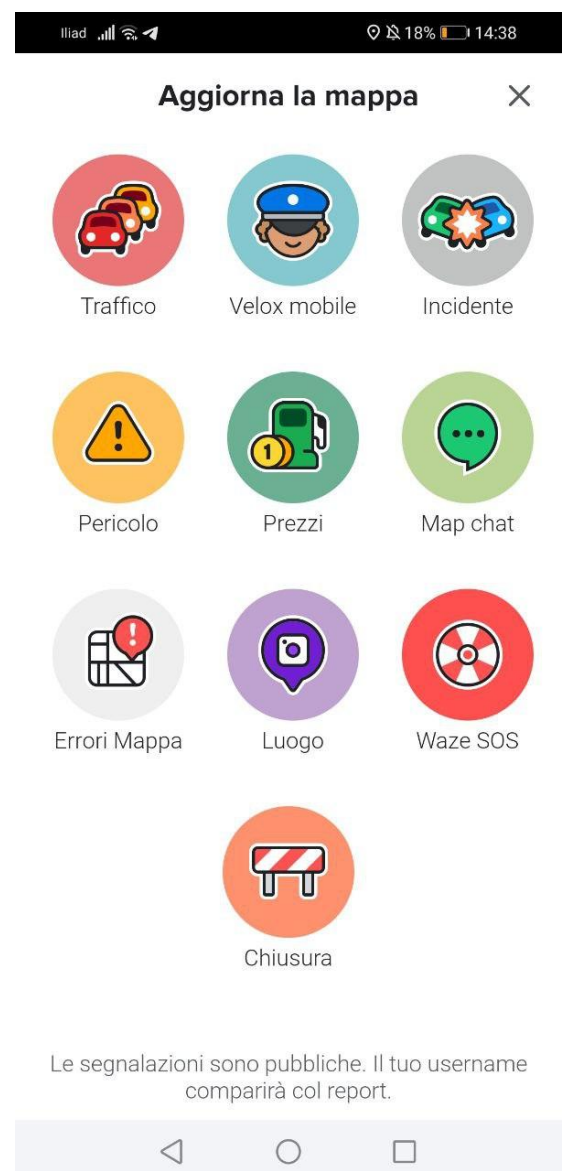 Iliad 18% 14:38
Aggiorna la mappa
Traffico Velox mobile Incidente
1
Pericolo Prezzi Map chat
Errori Mappa Luogo Waze SOS
Chiusura
Le segnalazioni sono pubbliche. Il tuo username
comparirà col report.